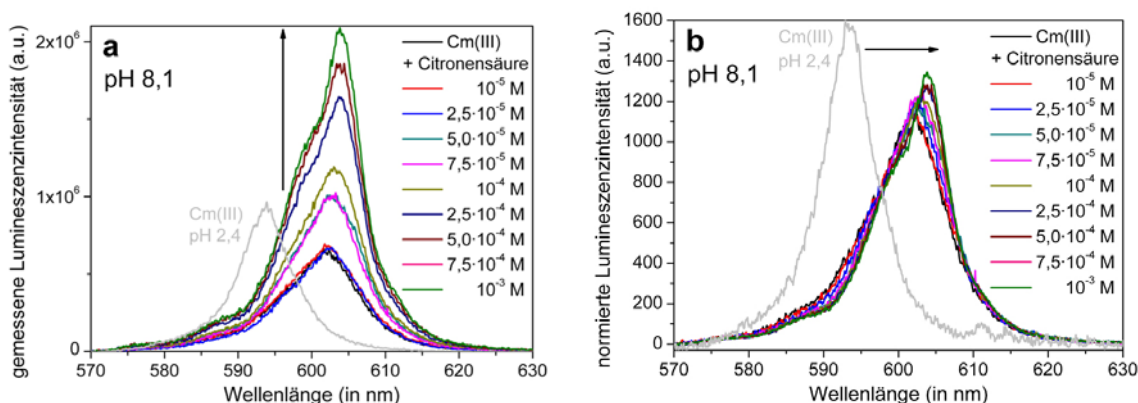 a
pH 8,1
gemessene Lumineszenzintensität (a.u.)
2x10⁶
1x10⁶
0
Cm(III)
pH 2,4
Cm(III)
+ Citronensäure
10⁻⁵ M
2,5·10⁻⁵ M
5,0·10⁻⁵ M
7,5·10⁻⁵ M
10⁻⁴ M
2,5·10⁻⁴ M
5,0·10⁻⁴ M
7,5·10⁻⁴ M
10⁻³ M
570 580 590 600 610 620 630
Wellenlänge (in nm)
b
pH 8,1
normierte Lumineszenzintensität (a.u.)
1600
1400
1200
1000
800
600
400
200
0
Cm(III)
pH 2,4
Cm(III)
+ Citronensäure
10⁻⁵ M
2,5·10⁻⁵ M
5,0·10⁻⁵ M
7,5·10⁻⁵ M
10⁻⁴ M
2,5·10⁻⁴ M
5,0·10⁻⁴ M
7,5·10⁻⁴ M
10⁻³ M
570 580 590 600 610 620 630
Wellenlänge (in nm)